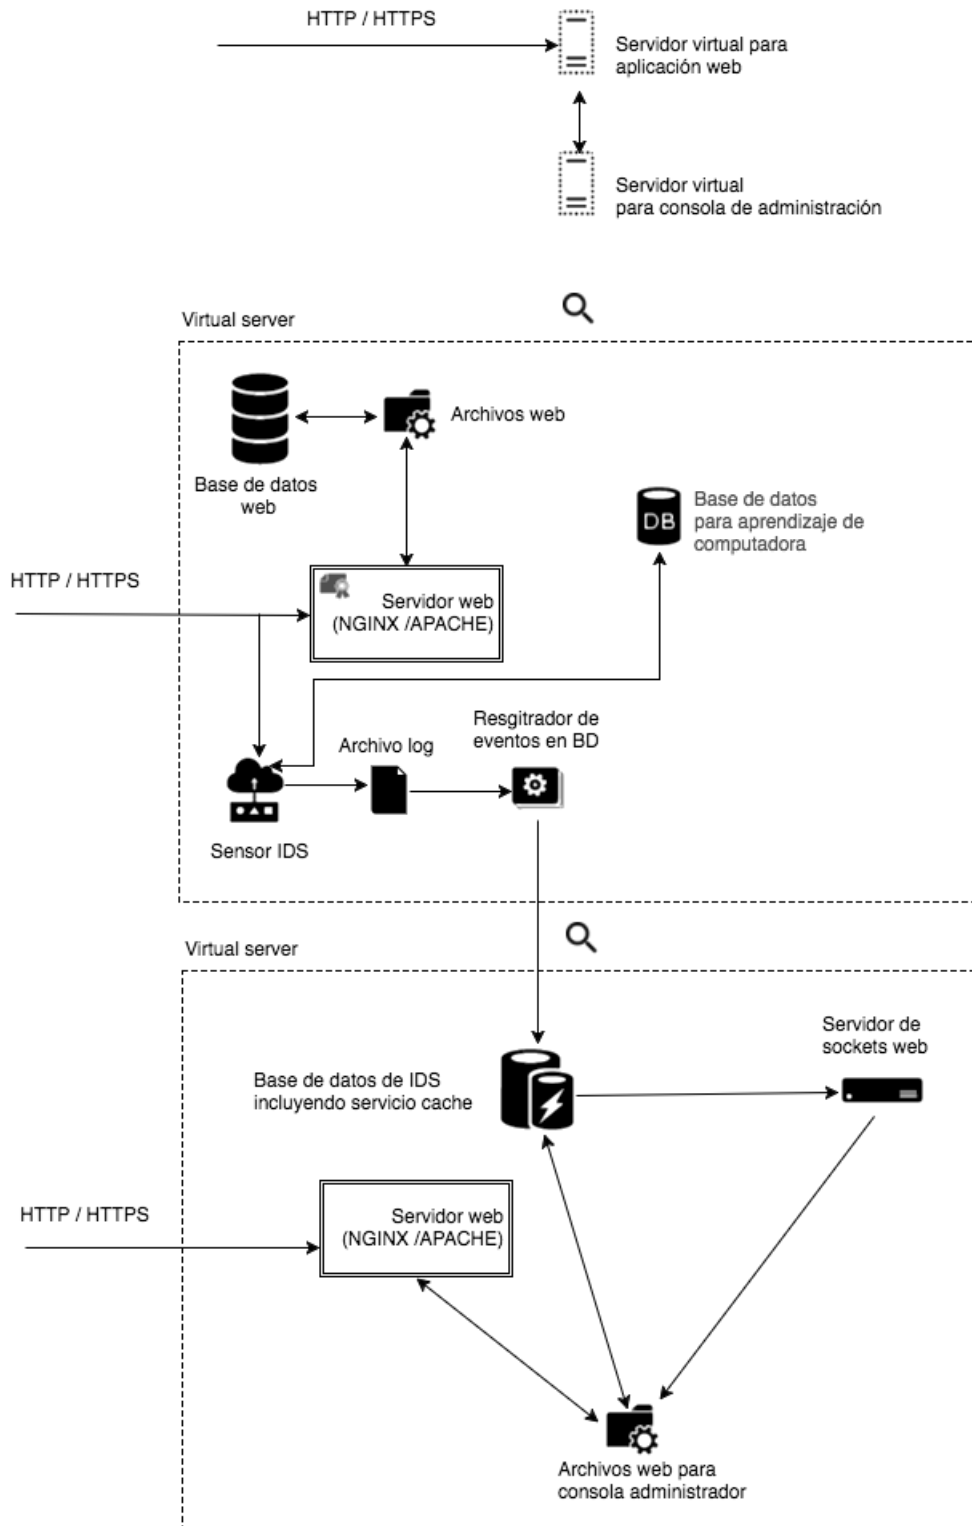 HTTP / HTTPS
Servidor virtual para
aplicación web
Servidor virtual
para consola de administración
Virtual server
Archivos web
Base de datos
web
Base de datos
para aprendizaje de
computadora
DB
HTTP / HTTPS
Servidor web
(NGINX /APACHE)
Resgitrador de
eventos en BD
Archivo log
Sensor IDS
Virtual server
Servidor de
sockets web
Base de datos de IDS
incluyendo servicio cache
HTTP / HTTPS
Servidor web
(NGINX /APACHE)
Archivos web para
consola administrador